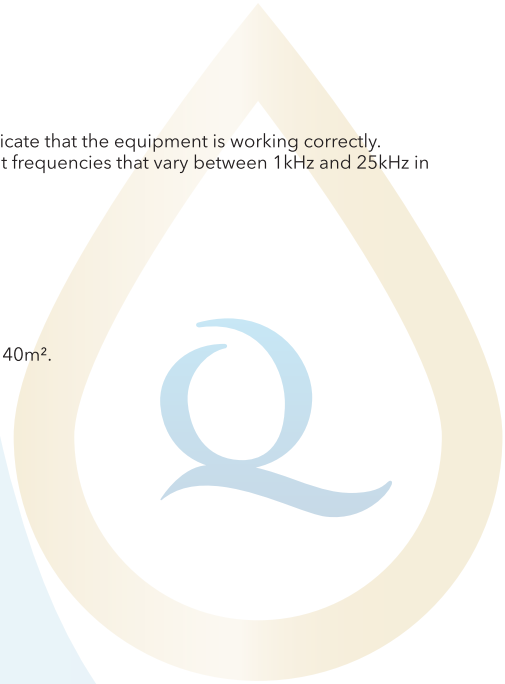 icate that the equipment is working correctly.
t frequencies that vary between 1kHz and 25kHz in
40m².
Q